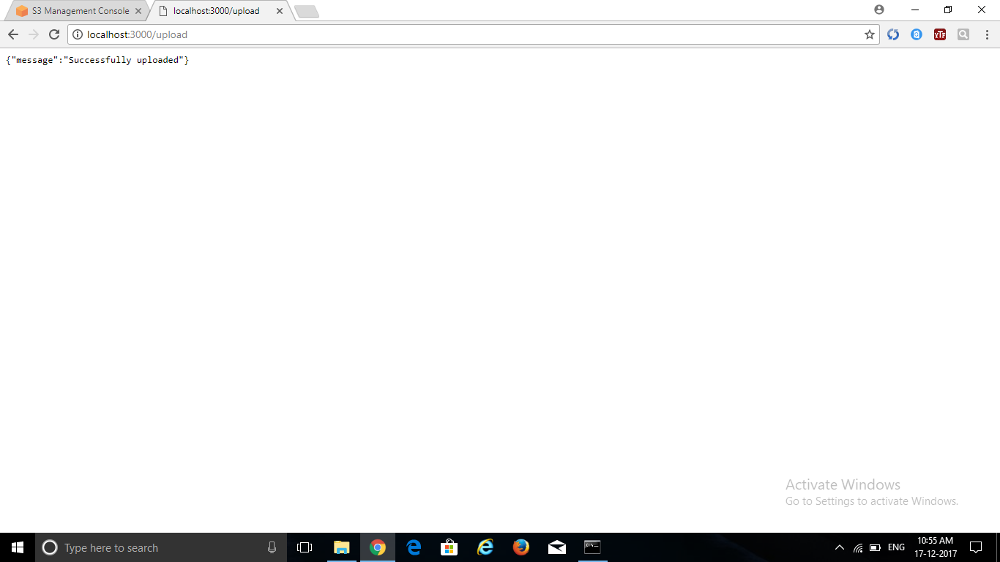 S3 Management Console
localhost:3000/upload
localhost:3000/upload
YTF
{"message":"Successfully uploaded"}
Activate Windows
Go to Settings to activate Windows.
Type here to search
ENG
10:55 AM
17-12-2017